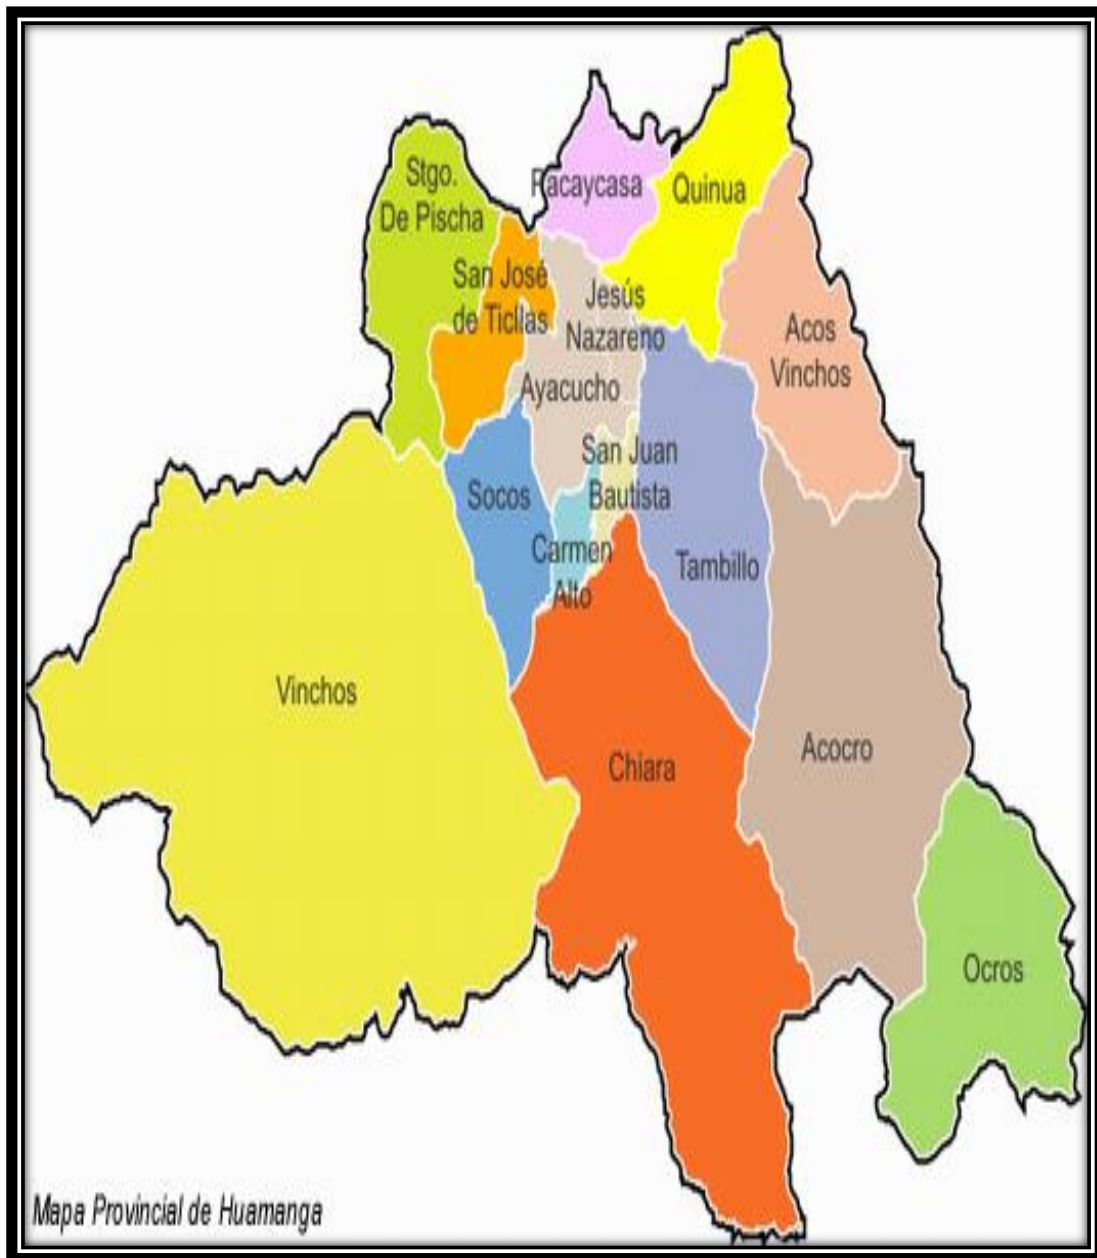 Stgo.
De Pischa
Pacaycasa
Quinua
San José
de Ticllas
Jesús
Nazareno
Acos
Vinchos
Ayacucho
San Juan
Bautista
Socos
Carmen
Alto
Tambillo
Vinchos
Chiara
Acocro
Ocros
Mapa Provincial de Huamanga